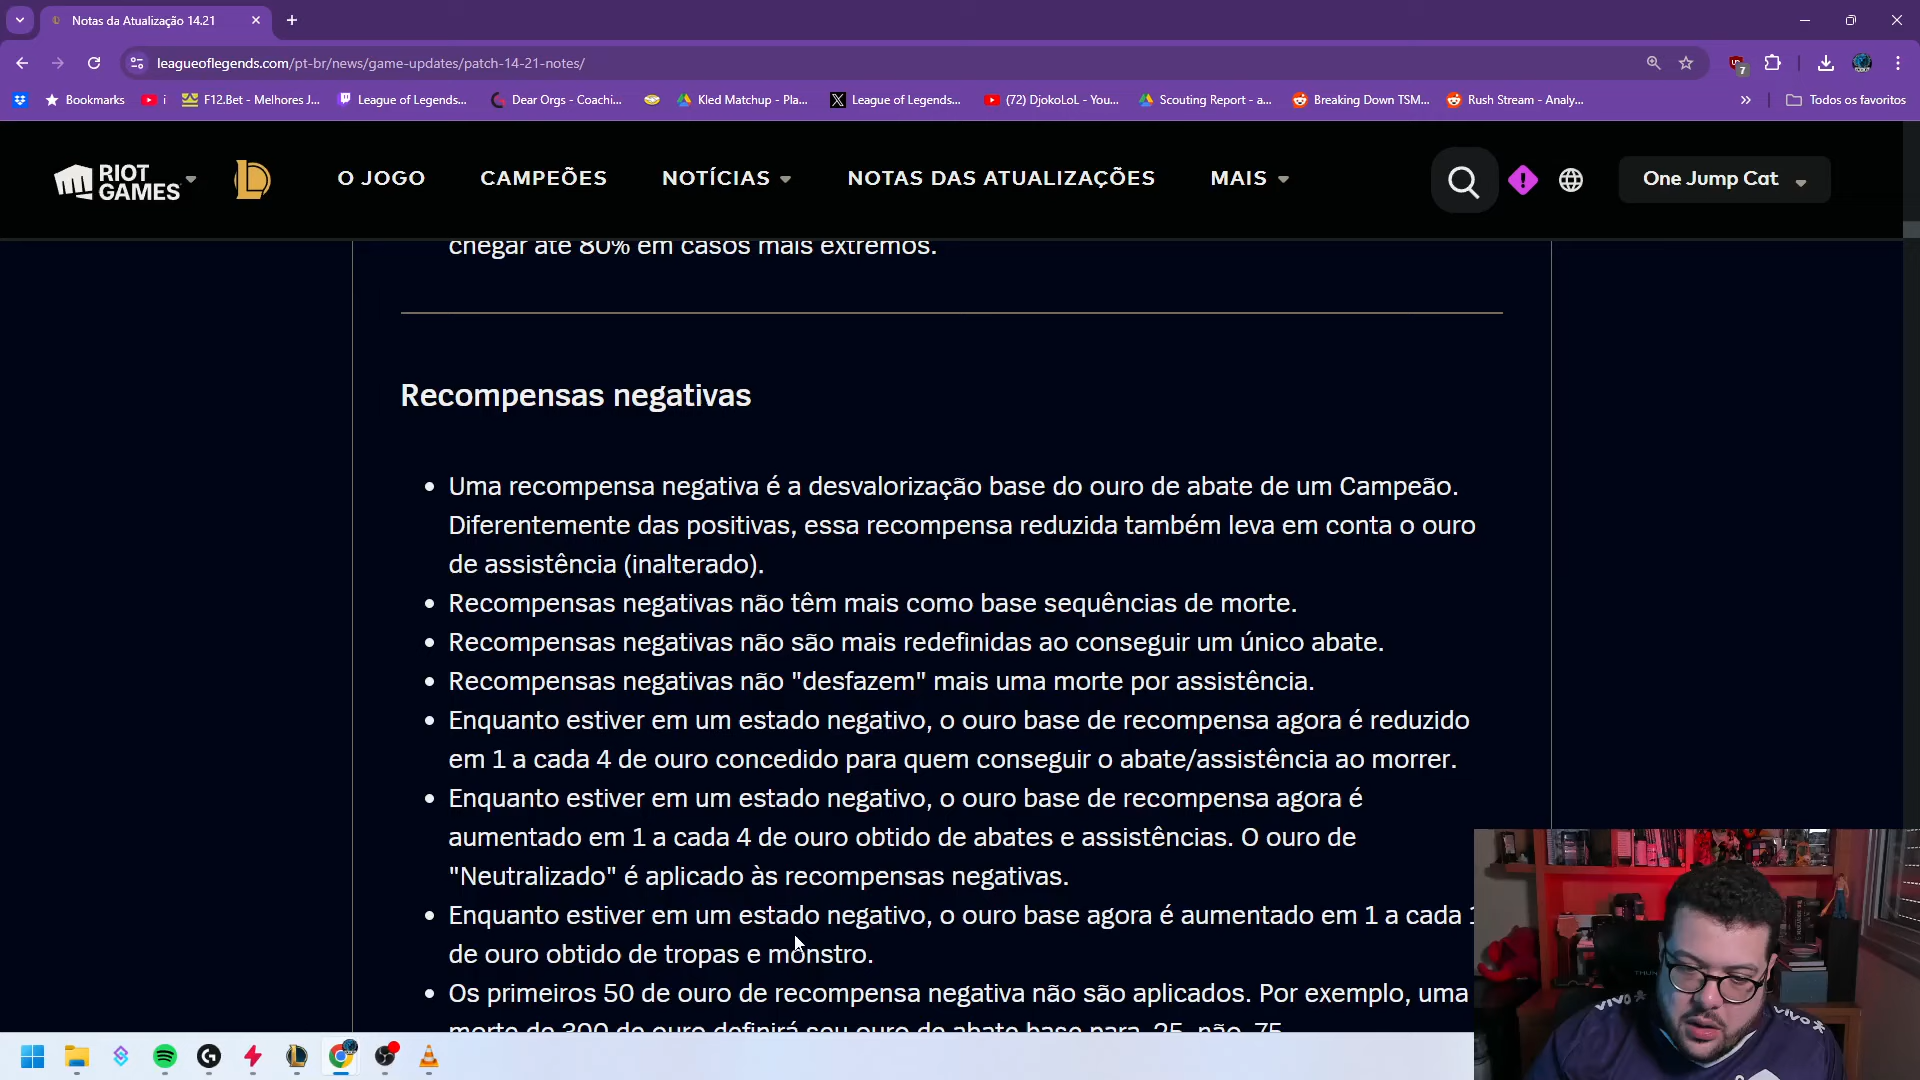 Notas da Atualização 14.21
leagueoflegends.com/pt-br/news/game-updates/patch-14-21-notes/
7
Bookmarks
i
F12.Bet - Melhores J...
League of Legends...
Dear Orgs - Coachi...
Kled Matchup - Pla...
League of Legends...
(72) DjokoLoL - You...
Scouting Report - a...
Breaking Down TSM...
Rush Stream - Analy...
»
Todos os favoritos
RIOT
GAMES
O JOGO
CAMPEÕES
NOTÍCIAS
NOTAS DAS ATUALIZAÇÕES
MAIS
One Jump Cat
chegar até 80% em casos mais extremos.
Recompensas negativas
• Uma recompensa negativa é a desvalorização base do ouro de abate de um Campeão.
Diferentemente das positivas, essa recompensa reduzida também leva em conta o ouro
de assistência (inalterado).
• Recompensas negativas não têm mais como base sequências de morte.
• Recompensas negativas não são mais redefinidas ao conseguir um único abate.
• Recompensas negativas não "desfazem" mais uma morte por assistência.
• Enquanto estiver em um estado negativo, o ouro base de recompensa agora é reduzido
em 1 a cada 4 de ouro concedido para quem conseguir o abate/assistência ao morrer.
• Enquanto estiver em um estado negativo, o ouro base de recompensa agora é
aumentado em 1 a cada 4 de ouro obtido de abates e assistências. O ouro de
"Neutralizado" é aplicado às recompensas negativas.
• Enquanto estiver em um estado negativo, o ouro base agora é aumentado em 1 a cada
de ouro obtido de tropas e monstro.
• Os primeiros 50 de ouro de recompensa negativa não são aplicados. Por exemplo, uma
morte de 300 de ouro definirá seu ouro de abate base para -25, não -75.
vivo
vivo